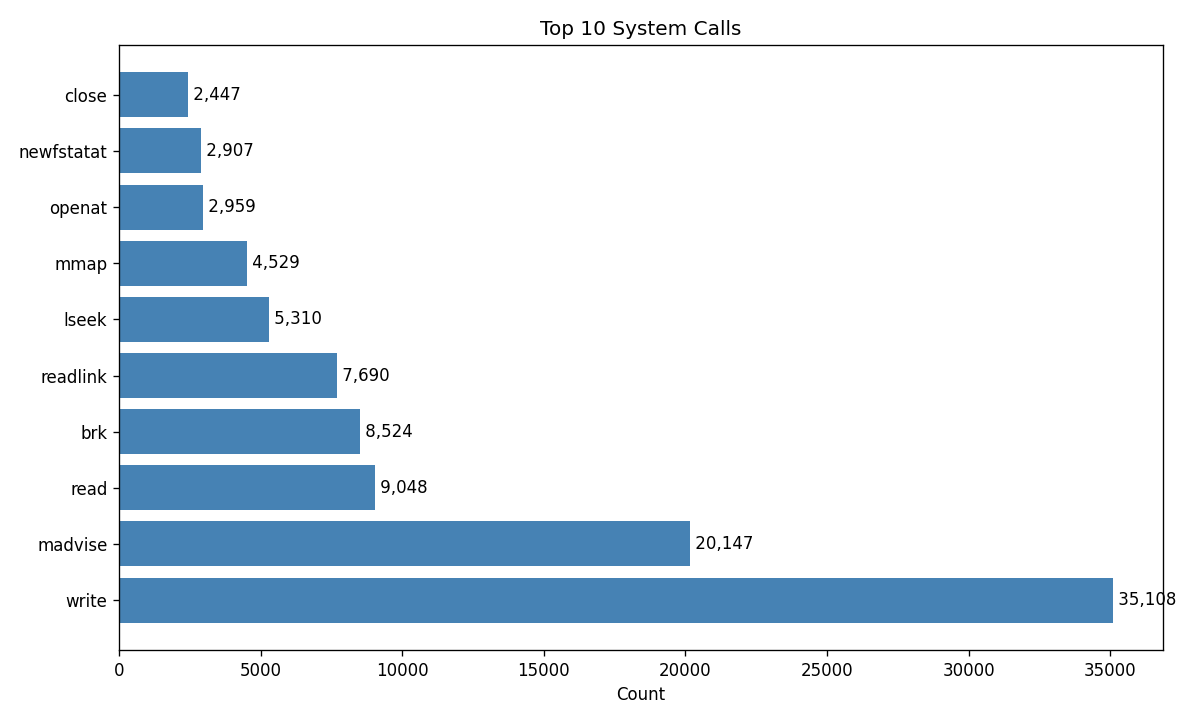 Top 10 System Calls
close 2,447
newfstatat 2,907
openat 2,959
mmap 4,529
lseek 5,310
readlink 7,690
brk 8,524
read 9,048
madvise 20,147
write 35,108
0 5000 10000 15000 20000 25000 30000 35000
Count